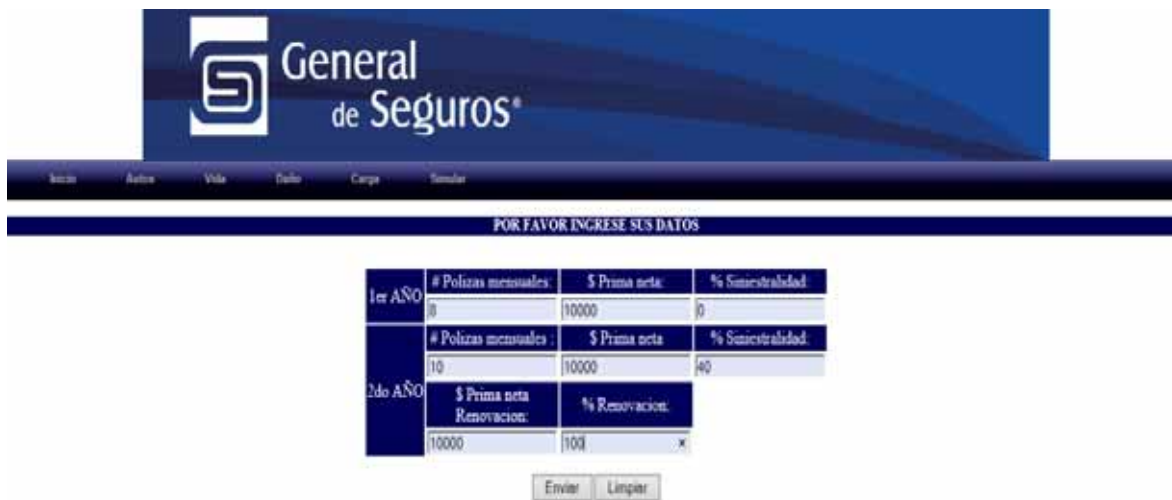 General
de Seguros®
Inicio Autos Vida Daño Carga Simular
POR FAVOR INGRESE SUS DATOS
1er AÑO
# Polizas mensuales: $ Prima neta: % Siniestralidad:
8 10000 0
2do AÑO
# Polizas mensuales : $ Prima neta % Siniestralidad:
10 10000 40
$ Prima neta Renovacion: % Renovacion:
10000 100 ×
Enviar Limpiar